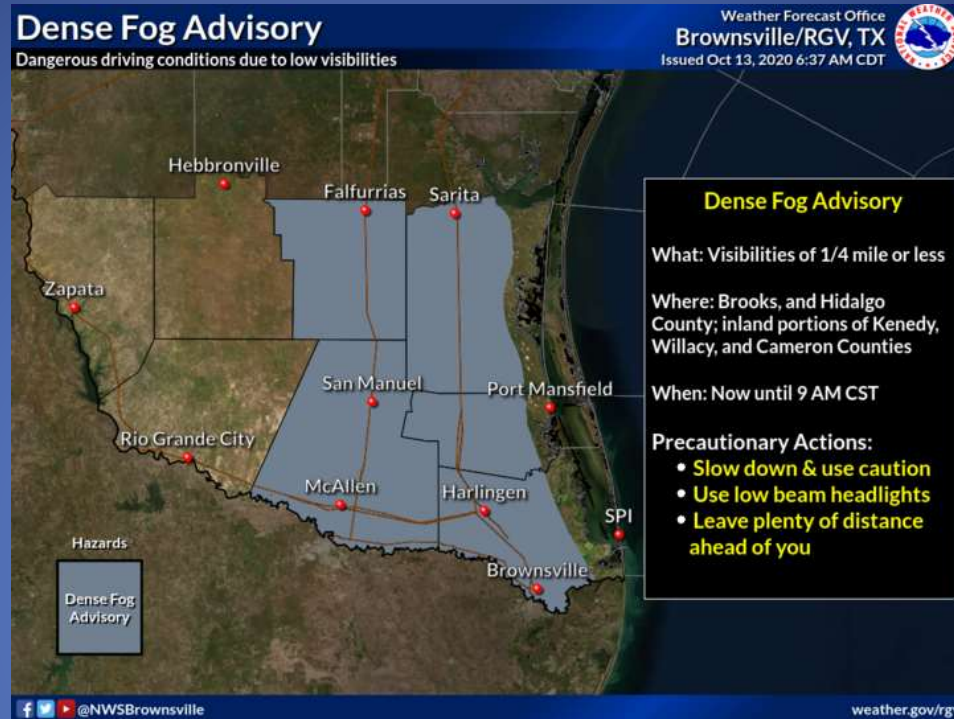 Dense Fog Advisory
Dangerous driving conditions due to low visibilities
Weather Forecast Office
Brownsville/RGV, TX
Issued Oct 13, 2020 6:37 AM CDT
Hebbronville
Falfurrias
Sarita
Zapata
San Manuel
Port Mansfield
Rio Grande City
McAllen
Harlingen
SPI
Brownsville
Hazards
Dense Fog
Advisory
Dense Fog Advisory
What: Visibilities of 1/4 mile or less
Where: Brooks, and Hidalgo
County; inland portions of Kenedy,
Willacy, and Cameron Counties
When: Now until 9 AM CST
Precautionary Actions:
• Slow down & use caution
• Use low beam headlights
• Leave plenty of distance
ahead of you
@NWSBrownsville
weather.gov/rgv